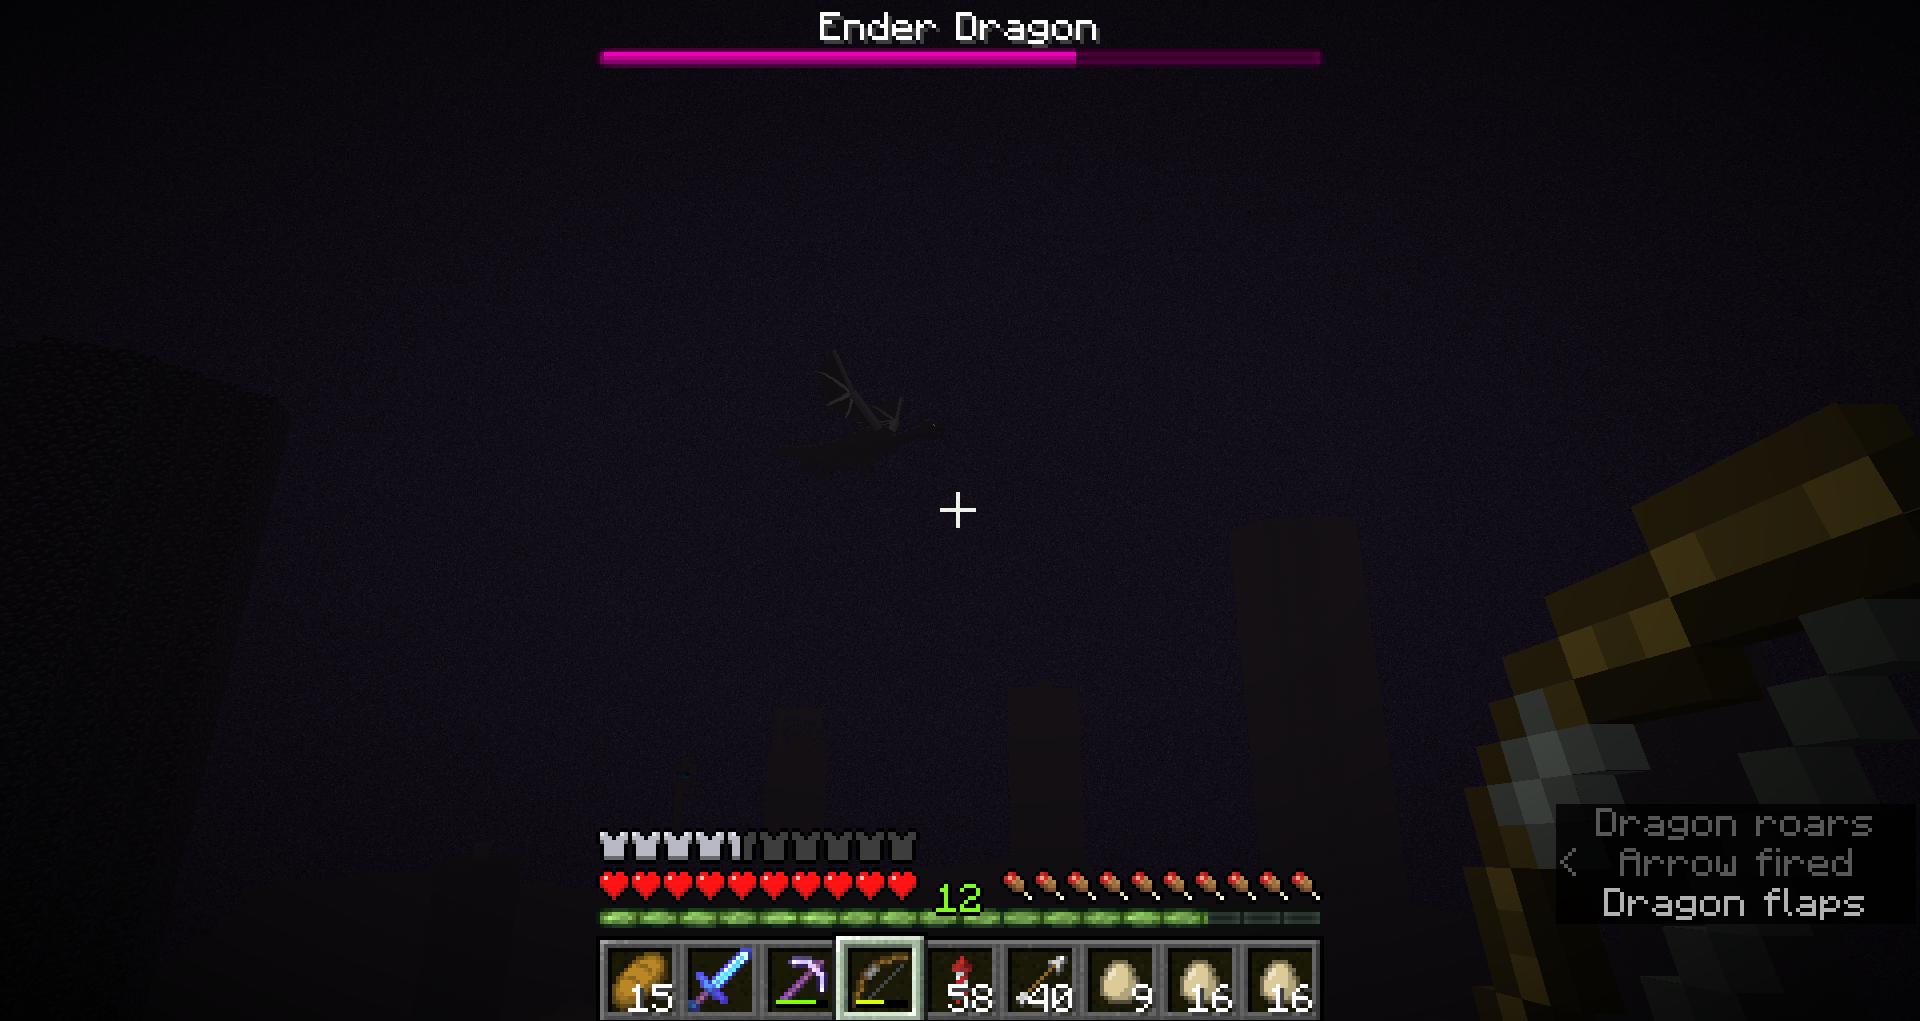 Ender Dragon
Dragon roars
< Arrow fired
Dragon flaps
12
15 58 40 9 16 16